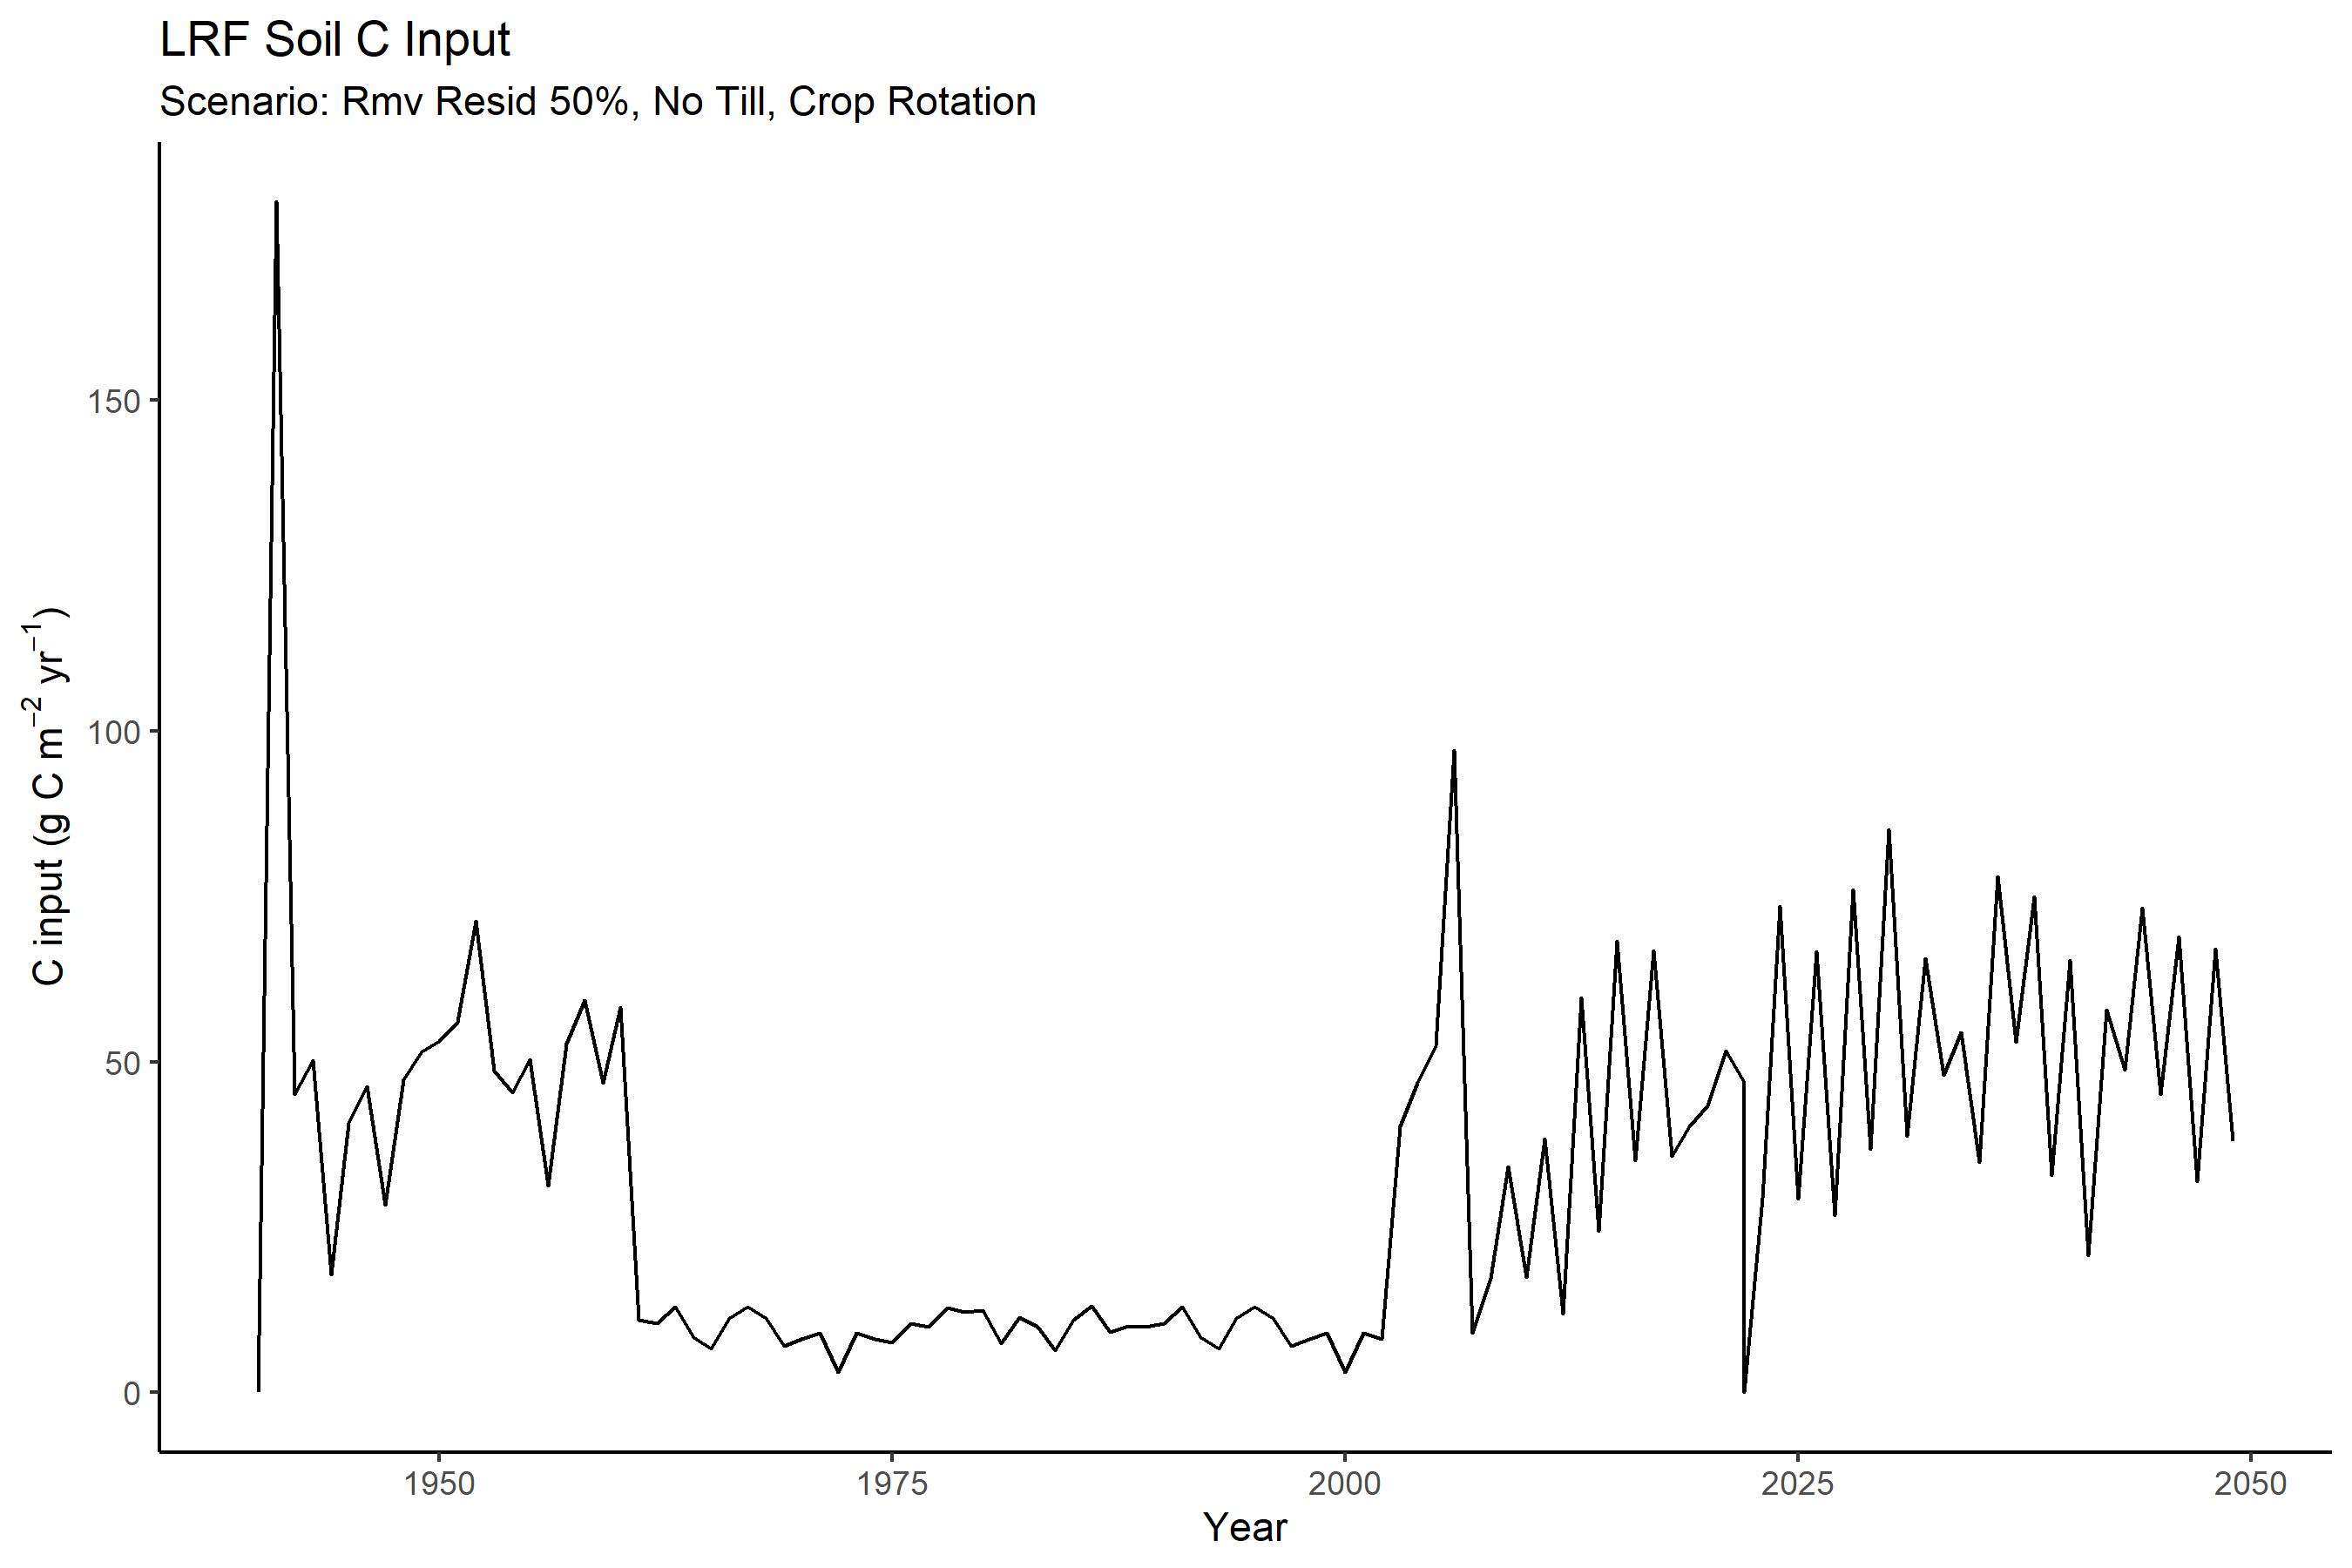 LRF Soil C Input
Scenario: Rmv Resid 50%, No Till, Crop Rotation
C input (g C m⁻² yr⁻¹)
150
100
50
0
1950 1975 2000 2025 2050
Year